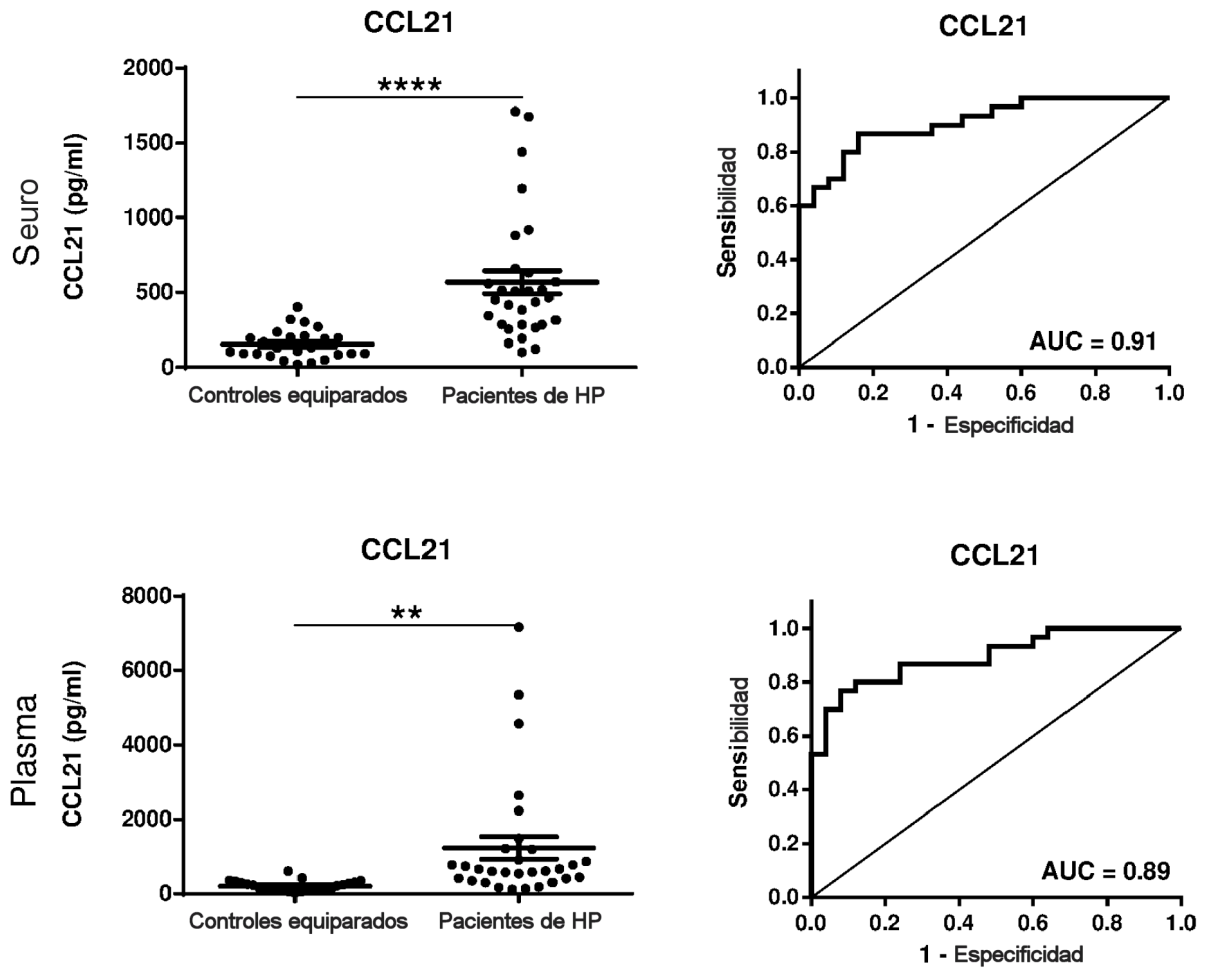 CCL21
Seuro
CCL21 (pg/ml)
2000
1500
1000
500
0
****
Controles equiparados
Pacientes de HP
CCL21
Sensibilidad
1.0
0.8
0.6
0.4
0.2
0.0
AUC = 0.91
0.0 0.2 0.4 0.6 0.8 1.0
1 - Especificidad
CCL21
Plasma
CCL21 (pg/ml)
8000
6000
4000
2000
0
**
Controles equiparados
Pacientes de HP
CCL21
Sensibilidad
1.0
0.8
0.6
0.4
0.2
0.0
AUC = 0.89
0.0 0.2 0.4 0.6 0.8 1.0
1 - Especificidad